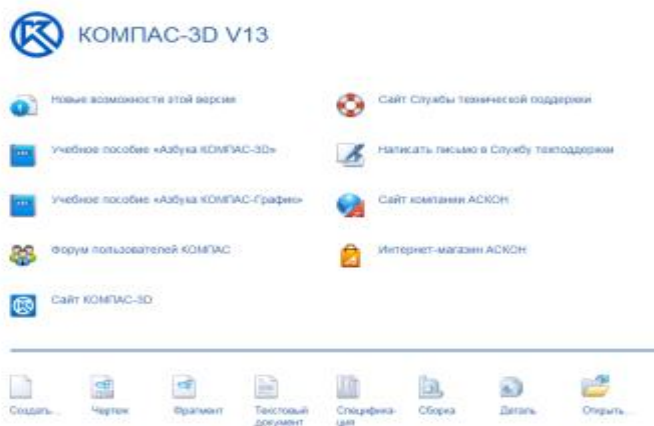 КОМПАС-3D V13
Новые возможности этой версии
Сайт Службы технической поддержки
Учебное пособие «Азбука КОМПАС-3D»
Написать письмо в Службу техподдержки
Учебное пособие «Азбука КОМПАС-График»
Сайт компании АСКОН
Форум пользователей КОМПАС
Интернет-магазин АСКОН
Сайт КОМПАС-3D
Создать...
Чертеж
Фрагмент
Текстовый
документ
Специфика-
ция
Сборка
Деталь
Открыть...